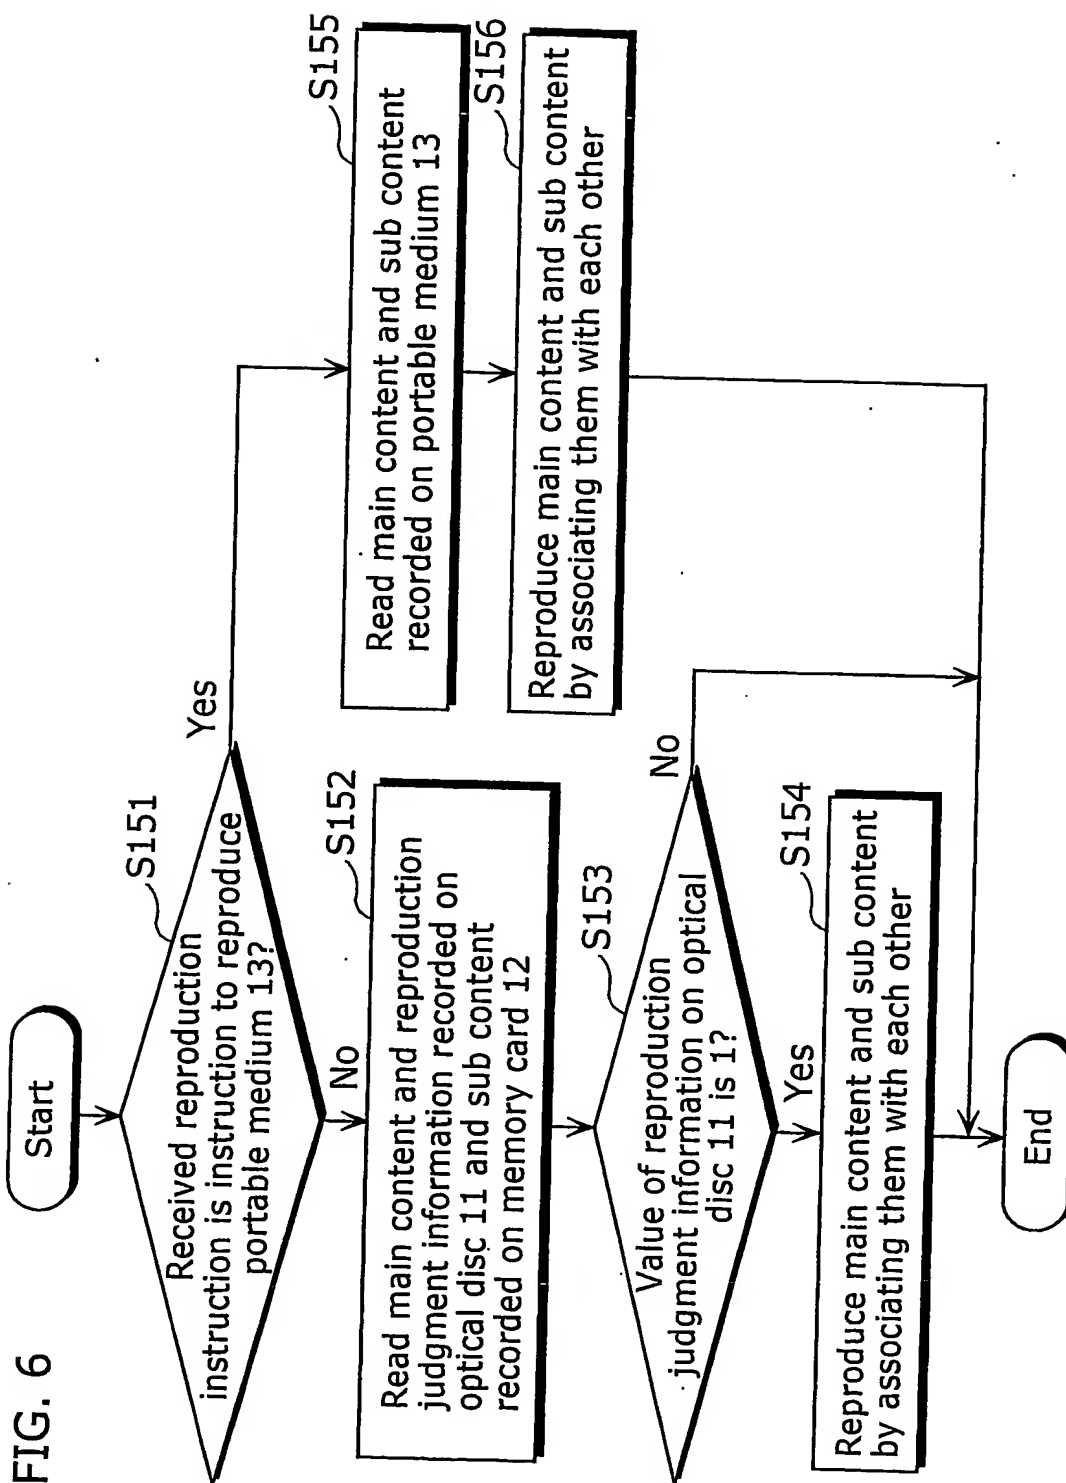 FIG. 6
Start
S151
Received reproduction
instruction is instruction to reproduce
portable medium 13?
Yes
No
S152
Read main content and reproduction
judgment information recorded on
optical disc 11 and sub content
recorded on memory card 12
S153
Value of reproduction
judgment information on optical
disc 11 is 1?
No
Yes
S154
Reproduce main content and sub content
by associating them with each other
S155
Read main content and sub content
recorded on portable medium 13
S156
Reproduce main content and sub content
by associating them with each other
End